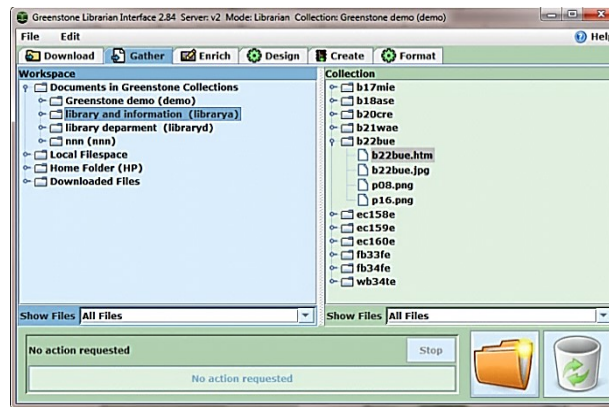 Greenstone Librarian Interface 2.84 Server: v2 Mode: Librarian Collection: Greenstone demo (demo)
File Edit Help
Download Gather Enrich Design Create Format
Workspace
Documents in Greenstone Collections
Greenstone demo (demo)
library and information (librarya)
library deparment (libraryd)
nnn (nnn)
Local Filespace
Home Folder (HP)
Downloaded Files
Show Files All Files
Collection
b17mie
b18ase
b20cre
b21wae
b22bue
b22bue.htm
b22bue.jpg
p08.png
p16.png
ec158e
ec159e
ec160e
fb33fe
fb34fe
wb34te
Show Files All Files
No action requested
Stop
No action requested